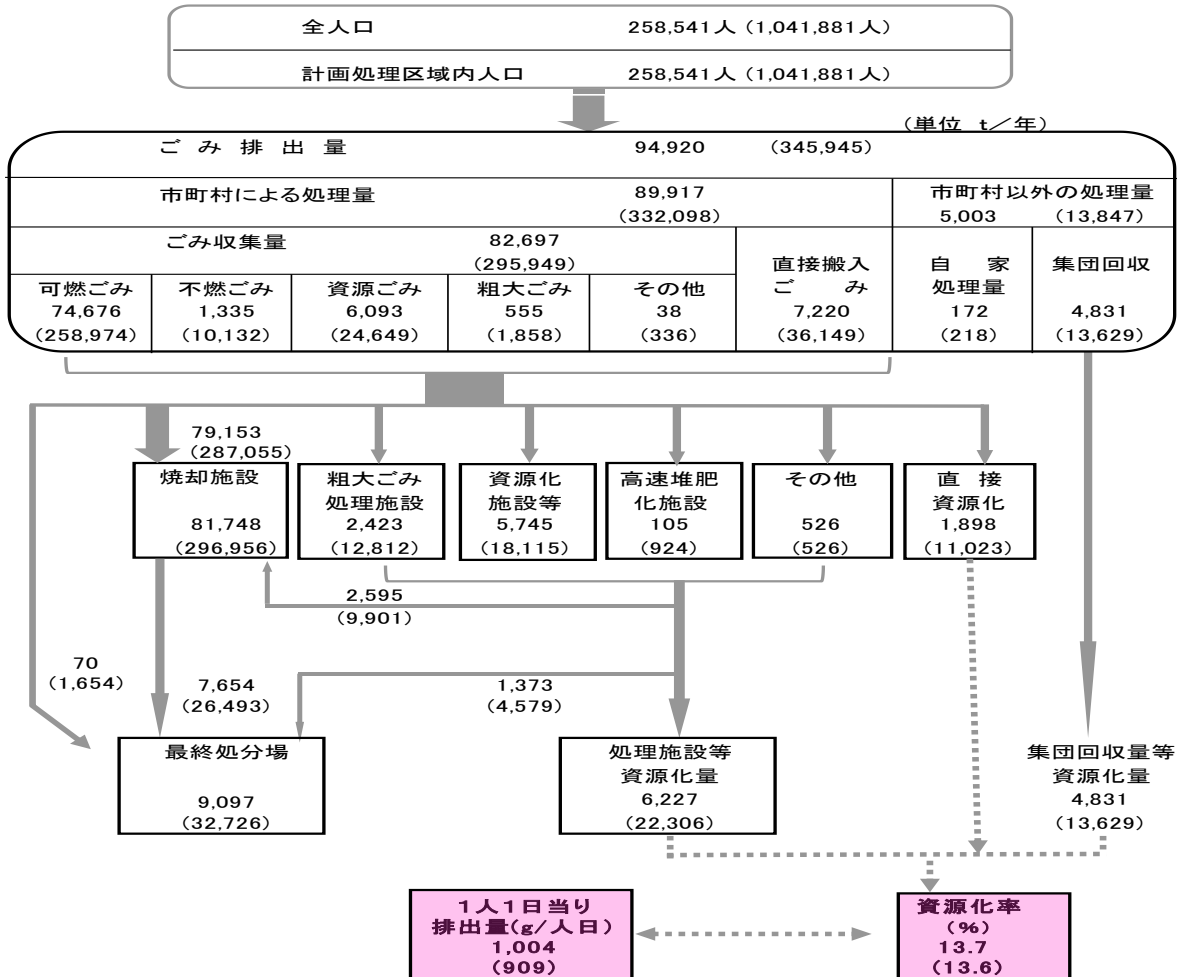 全人口 258,541人 (1,041,881人)
計画処理区域内人口 258,541人 (1,041,881人)
(単位 t/年)
ごみ排出量 94,920 (345,945)
市町村による処理量 89,917 (332,098)
市町村以外の処理量 5,003 (13,847)
ごみ収集量 82,697 (295,949)
可燃ごみ
74,676
(258,974)
不燃ごみ
1,335
(10,132)
資源ごみ
6,093
(24,649)
粗大ごみ
555
(1,858)
その他
38
(336)
直接搬入
ごみ
7,220
(36,149)
自家
処理量
172
(218)
集団回収
4,831
(13,629)
79,153
(287,055)
焼却施設
81,748
(296,956)
粗大ごみ
処理施設
2,423
(12,812)
資源化
施設等
5,745
(18,115)
高速堆肥
化施設
105
(924)
その他
526
(526)
直接
資源化
1,898
(11,023)
2,595
(9,901)
70
(1,654)
7,654
(26,493)
1,373
(4,579)
最終処分場
9,097
(32,726)
処理施設等
資源化量
6,227
(22,306)
集団回収量等
資源化量
4,831
(13,629)
1人1日当り
排出量(g/人日)
1,004
(909)
資源化率
(%)
13.7
(13.6)